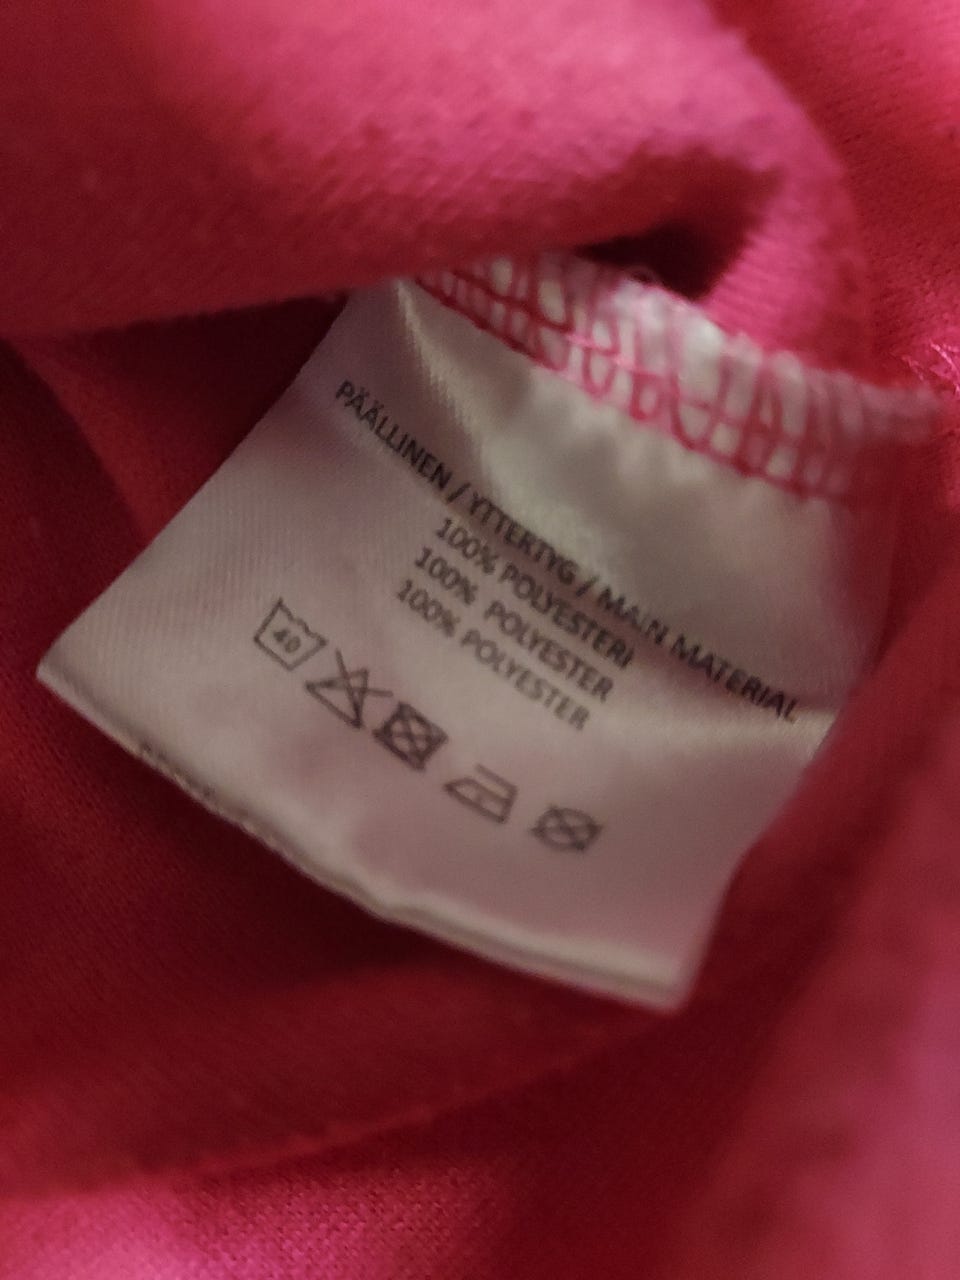 PÄÄLLINEN / YTTERTYG / MAIN MATERIAL
100% POLYESTERI
100% POLYESTER
100% POLYESTER
40